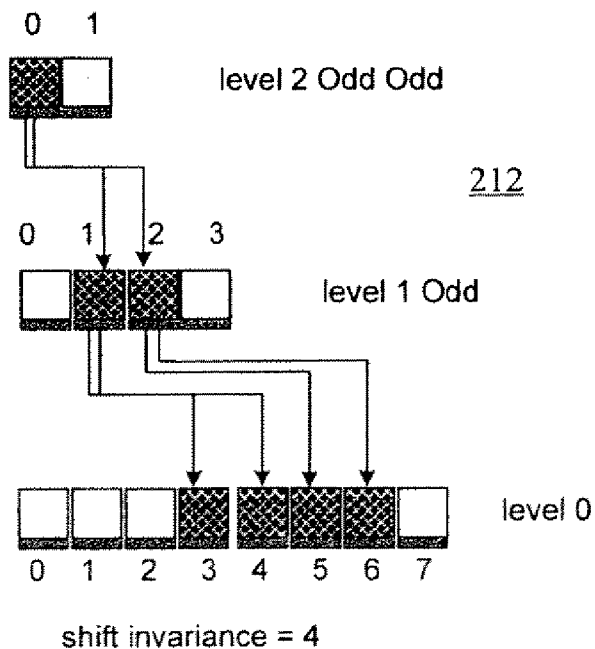 0 1
level 2 Odd Odd
212
0 1 2 3
level 1 Odd
level 0
0 1 2 3 4 5 6 7
shift invariance = 4